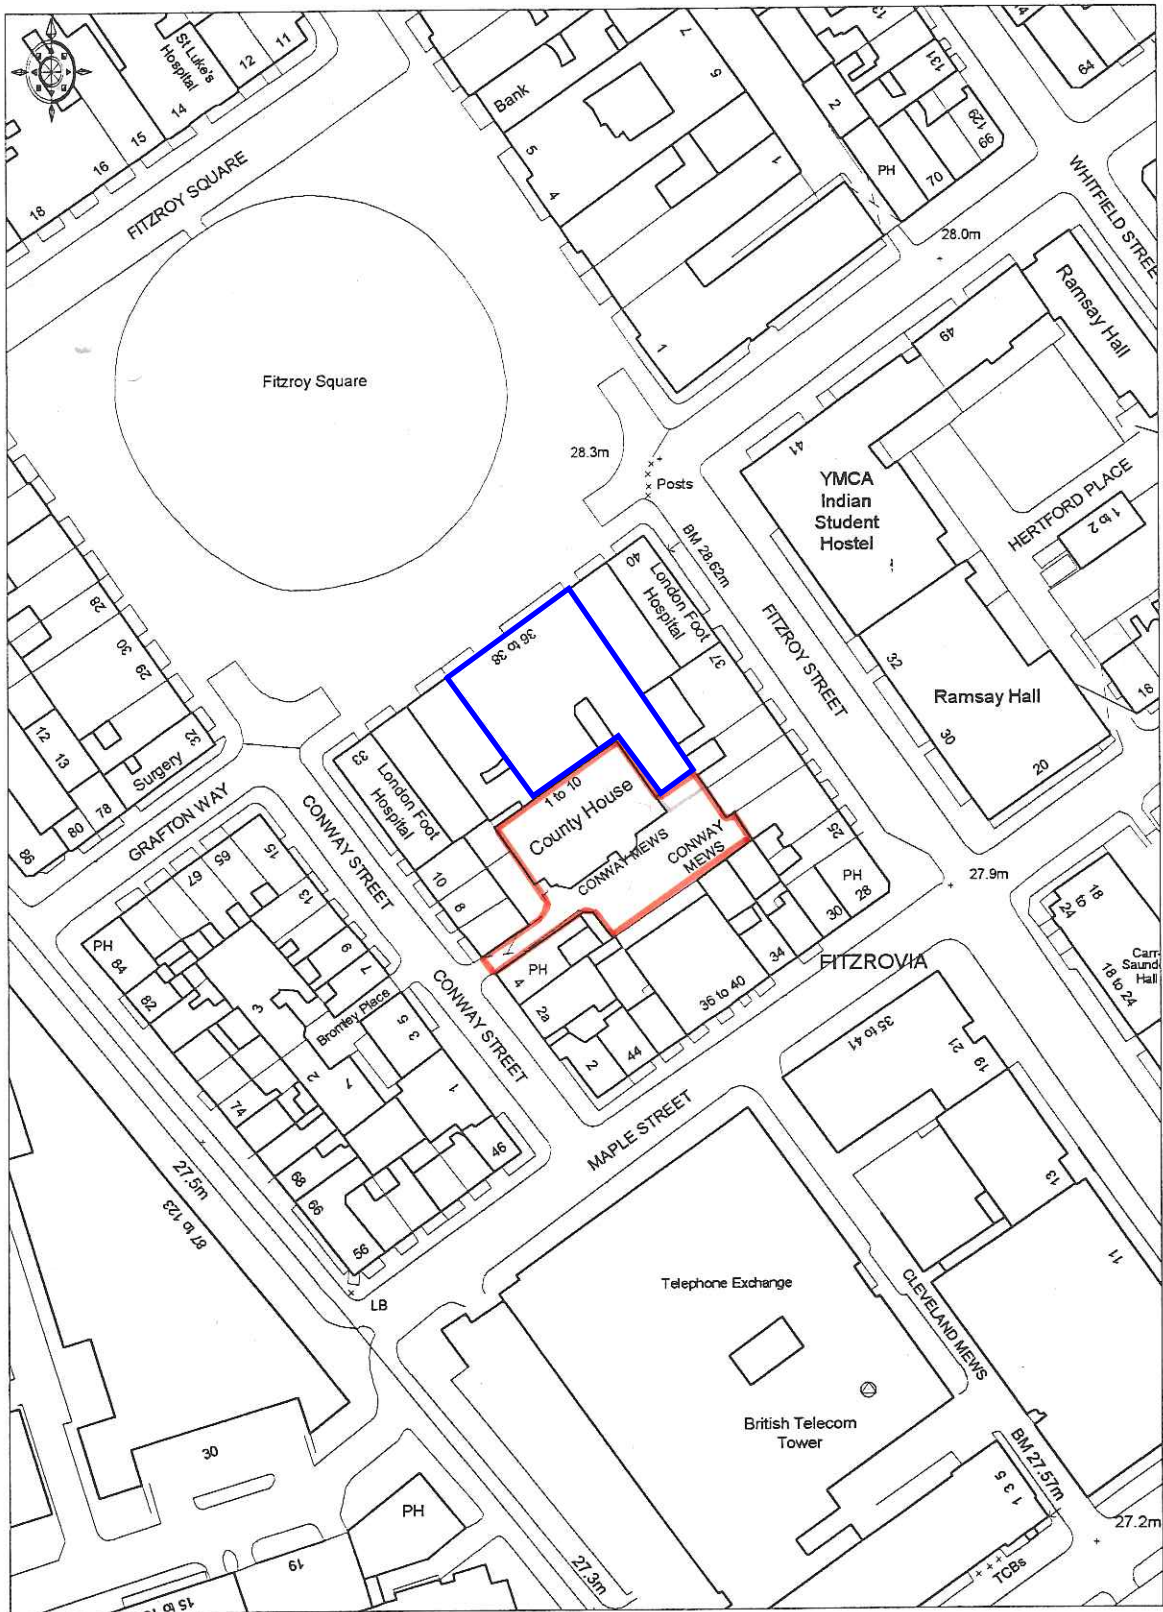 St Luke's
Hospital
11
12
14
15
16
18
FITZROY SQUARE
Bank
7
6
5
4
1
1
13
131
2
PH
70
129
99
14
64
WHITFIELD STREE
28.0m
Ramsay Hall
49
41
YMCA
Indian
Student
Hostel
HERTFORD PLACE
1 to 2
Fitzroy Square
28.3m
Posts
BM 28.62m
40
London Foot
Hospital
37
36 to 38
FITZROY STREET
32
30
Ramsay Hall
20
18
28
30
29
32
12
13
Surgery
80
78
86
GRAFTON WAY
33
London Foot
Hospital
10
8
CONWAY STREET
1 to 10
County House
CONWAY MEWS
CONWAY
MEWS
25
PH
28
30
34
36 to 40
27.9m
FITZROVIA
18
24 to
18 to 24
Carr-
Saund
Hall
67
65
15
13
9
7
PH
84
82
3
Bromley Place
5
3
2
7
1
74
68
66
56
46
4
PH
2a
2
44
CONWAY STREET
MAPLE STREET
35 to 41
21
19
13
11
27.5m
87 to 123
LB
Telephone Exchange
CLEVELAND MEWS
British Telecom
Tower
BM 27.57m
1 3 5
27.2m
TCBs
30
PH
19
27.3m